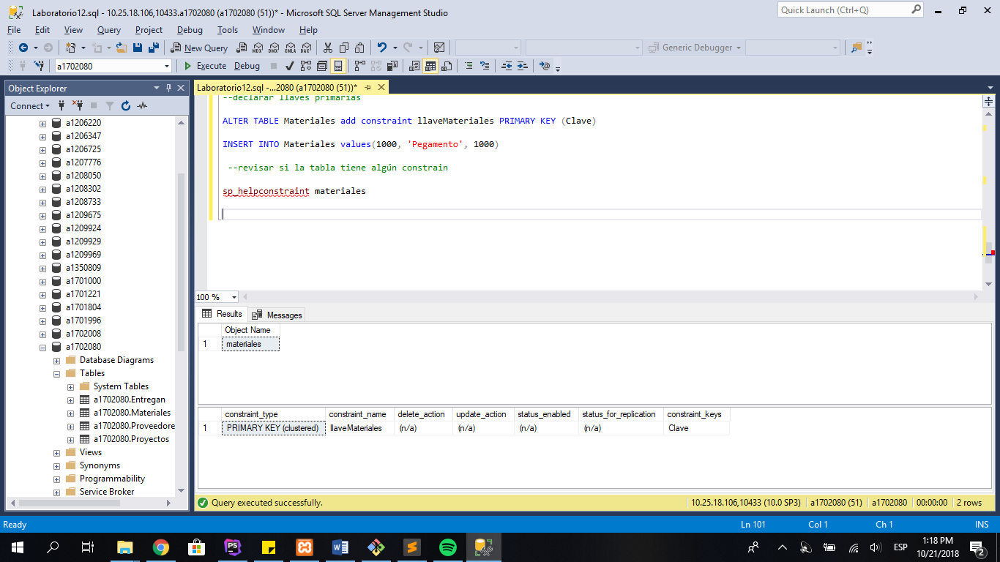 Laboratorio12.sql - 10.25.18.106,10433.a1702080 (a1702080 (51))* - Microsoft SQL Server Management Studio
Quick Launch (Ctrl+Q)
File Edit View Query Project Debug Tools Window Help
New Query
MDX DMX XMLA DAX
Generic Debugger
a1702080
Execute Debug
Object Explorer
Laboratorio12.sql -...2080 (a1702080 (51))*
Connect
a1206220
a1206347
a1206725
a1207776
a1208050
a1208302
a1208733
a1209675
a1209924
a1209929
a1209969
a1350809
a1701000
a1701221
a1701804
a1701996
a1702008
a1702080
Database Diagrams
Tables
System Tables
a1702080.Entregan
a1702080.Materiales
a1702080.Proveedore
a1702080.Proyectos
Views
Synonyms
Programmability
Service Broker
--declarar llaves primarias
ALTER TABLE Materiales add constraint llaveMateriales PRIMARY KEY (Clave)
INSERT INTO Materiales values(1000, 'Pegamento', 1000)
--revisar si la tabla tiene algún constrain
sp_helpconstraint materiales
100 %
Results Messages
Object Name
1 materiales
constraint_type constraint_name delete_action update_action status_enabled status_for_replication constraint_keys
1 PRIMARY KEY (clustered) llaveMateriales (n/a) (n/a) (n/a) (n/a) Clave
Query executed successfully.
10.25.18.106,10433 (10.0 SP3) a1702080 (51) a1702080 00:00:00 2 rows
Ready
Ln 101 Col 1 Ch 1 INS
PS
W
ESP
1:18 PM
10/21/2018
2